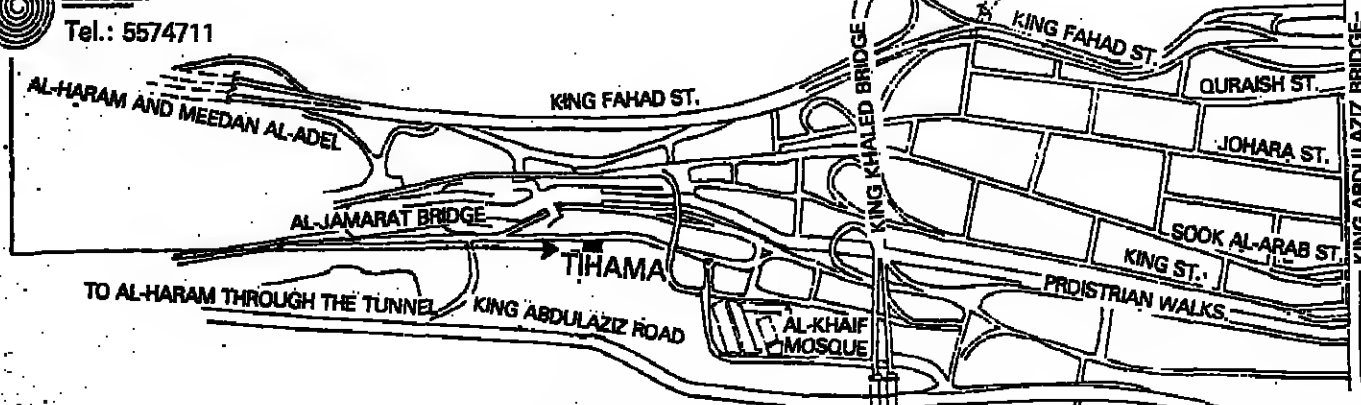 Tel.: 5574711
KING FAHAD ST.
AL-HARAM AND MEEDAN AL-ADEL
KING FAHAD ST.
KING KHALED BRIDGE
QURAISH ST.
JOHARA ST.
KING ABDULAZIZ BRIDGE
AL-JAMARAT BRIDGE
SOOK AL-ARAB ST.
KING ST.
TIHAMA
PRDISTRIAN WALKS
TO AL-HARAM THROUGH THE TUNNEL
KING ABDULAZIZ ROAD
AL-KHAIF
MOSQUE